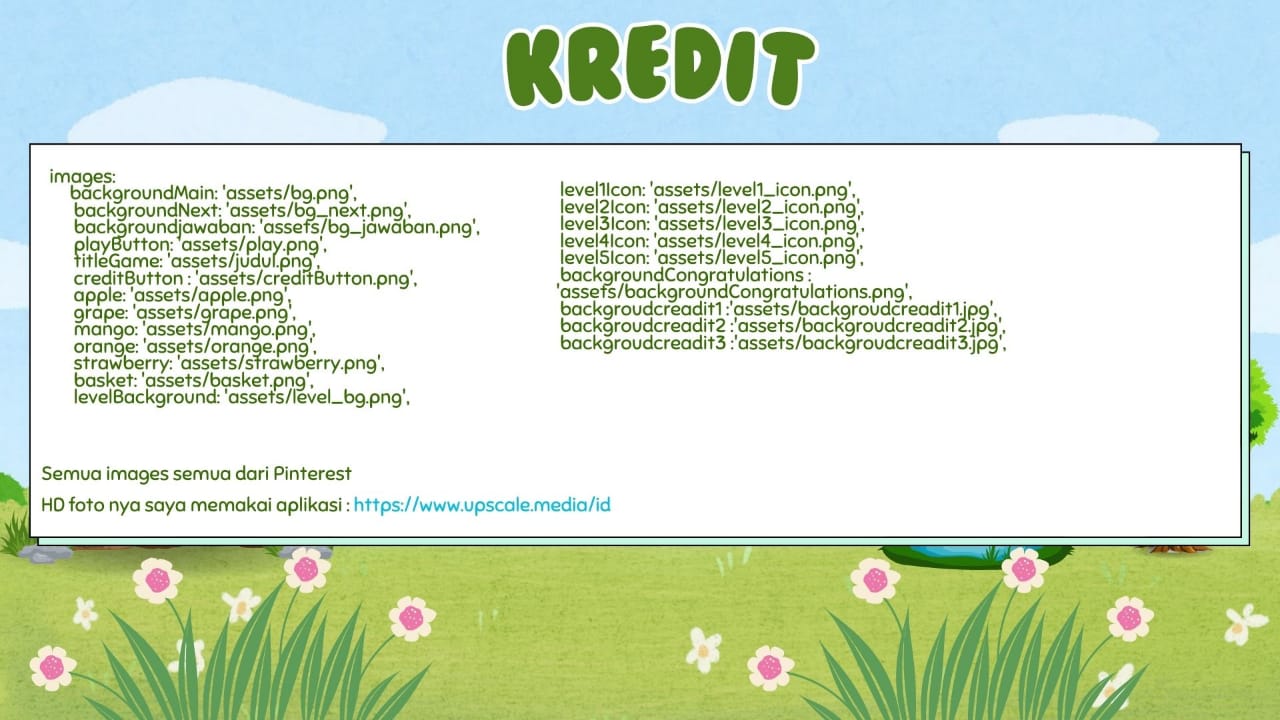 KREDIT
images:
backgroundMain: 'assets/bg.png',
backgroundNext: 'assets/bg_next.png',
backgroundjawaban: 'assets/bg_jawaban.png',
playButton: 'assets/play.png',
titleGame: 'assets/judul.png',
creditButton : 'assets/creditButton.png',
apple: 'assets/apple.png',
grape: 'assets/grape.png',
mango: 'assets/mango.png',
orange: 'assets/orange.png',
strawberry: 'assets/strawberry.png',
basket: 'assets/basket.png',
levelBackground: 'assets/level_bg.png',
level1Icon: 'assets/level1_icon.png',
level2Icon: 'assets/level2_icon.png',
level3Icon: 'assets/level3_icon.png',
level4Icon: 'assets/level4_icon.png',
level5Icon: 'assets/level5_icon.png',
backgroundCongratulations :
'assets/backgroundCongratulations.png',
backgroudcreadit1 :'assets/backgroudcreadit1.jpg',
backgroudcreadit2 :'assets/backgroudcreadit2.jpg',
backgroudcreadit3 :'assets/backgroudcreadit3.jpg',
Semua images semua dari Pinterest
HD foto nya saya memakai aplikasi : https://www.upscale.media/id